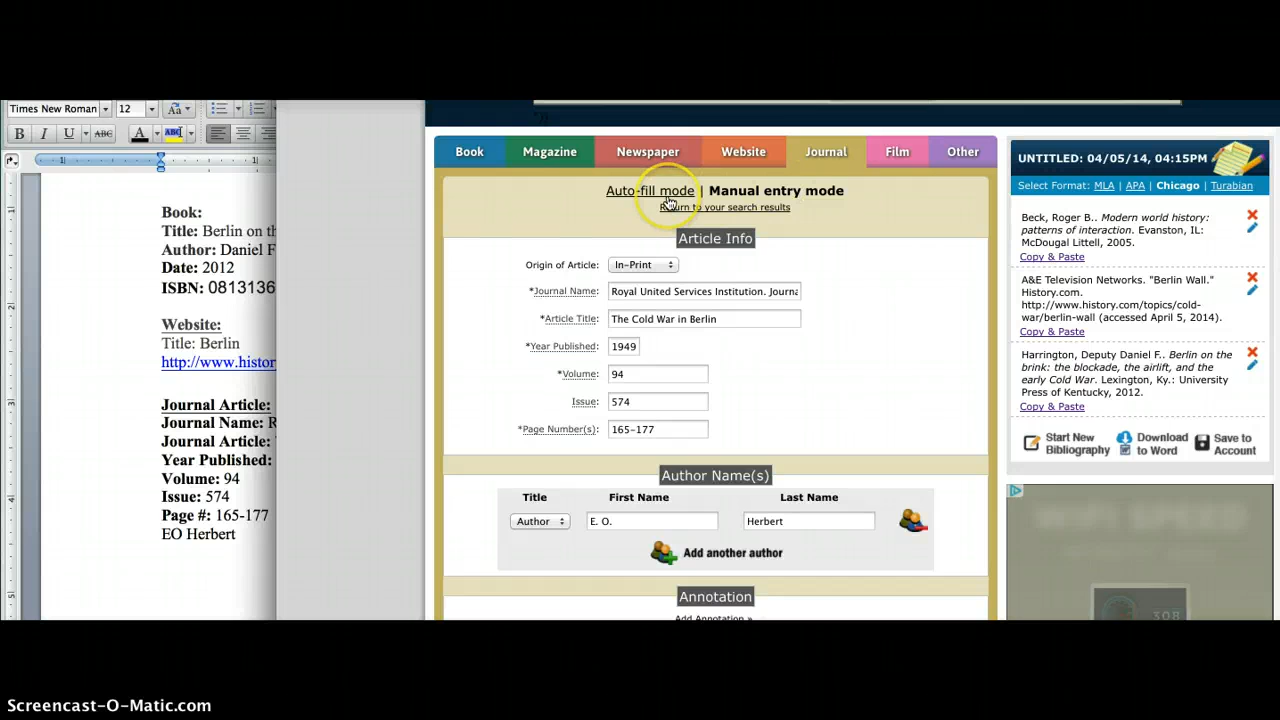 Times New Roman 12 Aa
B I U ABC A ABC
Book:
Title: Berlin on th
Author: Daniel F
Date: 2012
ISBN: 0813136
Website:
Title: Berlin
http://www.histor
Journal Article:
Journal Name: R
Journal Article:
Year Published:
Volume: 94
Issue: 574
Page #: 165-177
EO Herbert
Book Magazine Newspaper Website Journal Film Other
Auto-fill mode | Manual entry mode
Return to your search results
Article Info
Origin of Article: In-Print
*Journal Name: Royal United Services Institution. Journa
*Article Title: The Cold War in Berlin
*Year Published: 1949
*Volume: 94
Issue: 574
*Page Number(s): 165-177
Author Name(s)
Title First Name Last Name
Author E. O. Herbert
Add another author
Annotation
Add Annotation »
UNTITLED: 04/05/14, 04:15PM
Select Format: MLA | APA | Chicago | Turabian
Beck, Roger B.. Modern world history:
patterns of interaction. Evanston, IL:
McDougal Littell, 2005.
Copy & Paste
A&E Television Networks. "Berlin Wall."
History.com.
http://www.history.com/topics/cold-
war/berlin-wall (accessed April 5, 2014).
Copy & Paste
Harrington, Deputy Daniel F.. Berlin on the
brink: the blockade, the airlift, and the
early Cold War. Lexington, Ky.: University
Press of Kentucky, 2012.
Copy & Paste
Start New Bibliography
Download to Word
Save to Account
Screencast-O-Matic.com